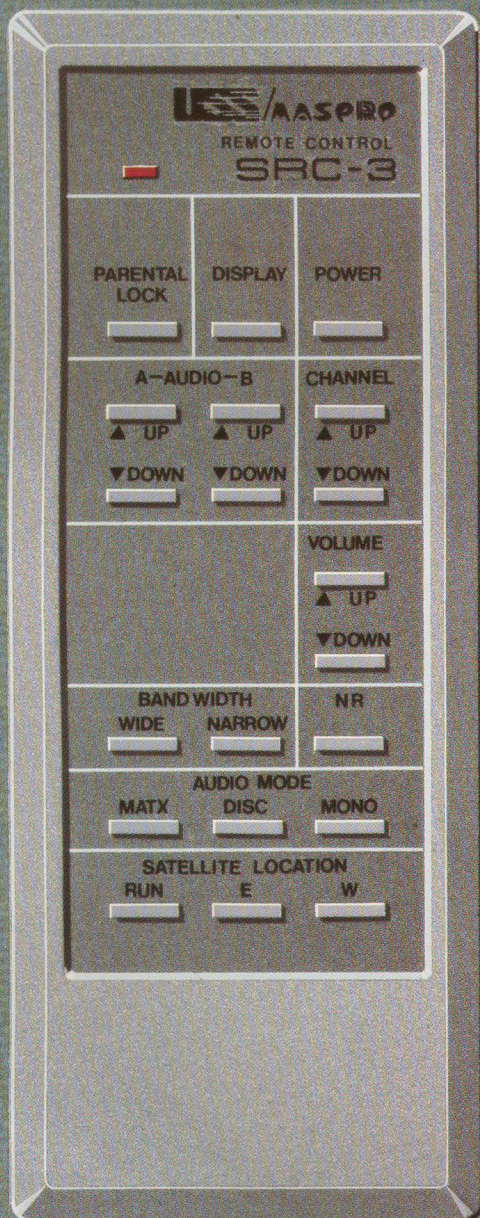 US/MASPRO
REMOTE CONTROL
SRC-3
PARENTAL LOCK DISPLAY POWER
A-AUDIO-B CHANNEL
▲ UP ▲ UP ▲ UP
▼DOWN ▼DOWN ▼DOWN
VOLUME
▲ UP
▼DOWN
BAND WIDTH NR
WIDE NARROW
AUDIO MODE
MATX DISC MONO
SATELLITE LOCATION
RUN E W